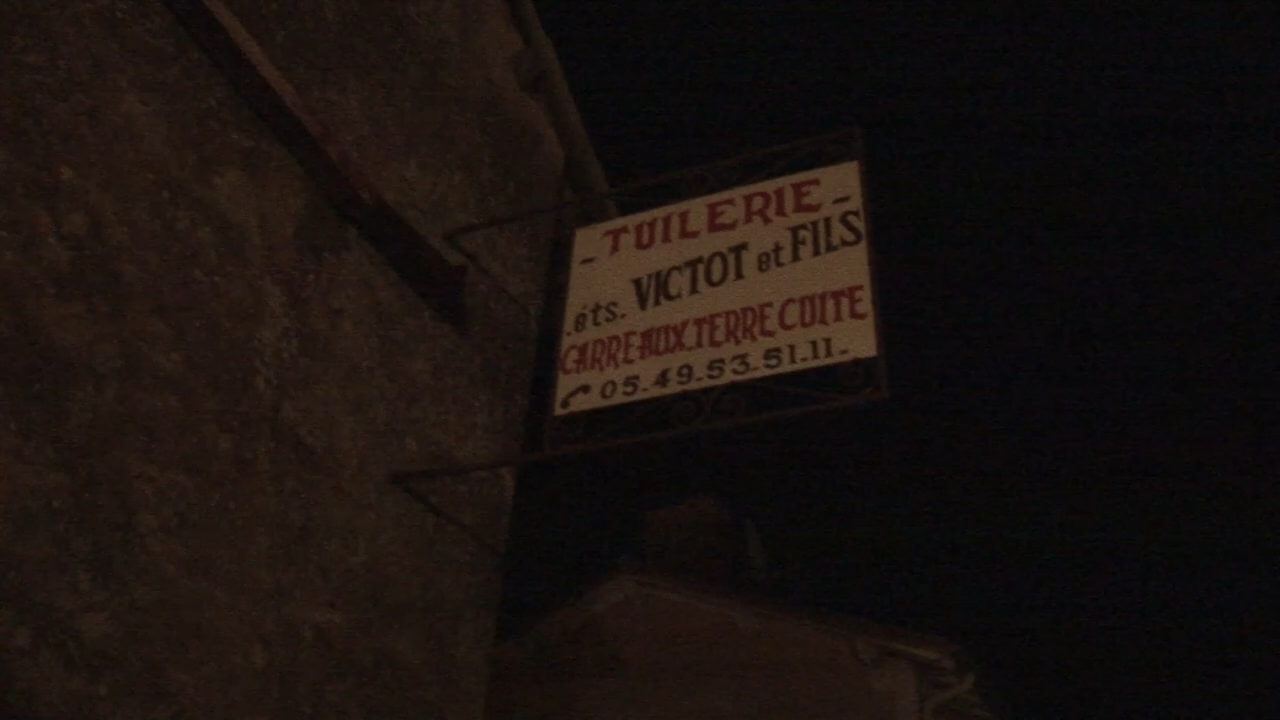 - TUILERIE -
.éts. VICTOT et FILS
CARREAUX.TERRE CUITE
05.49.53.51.11.